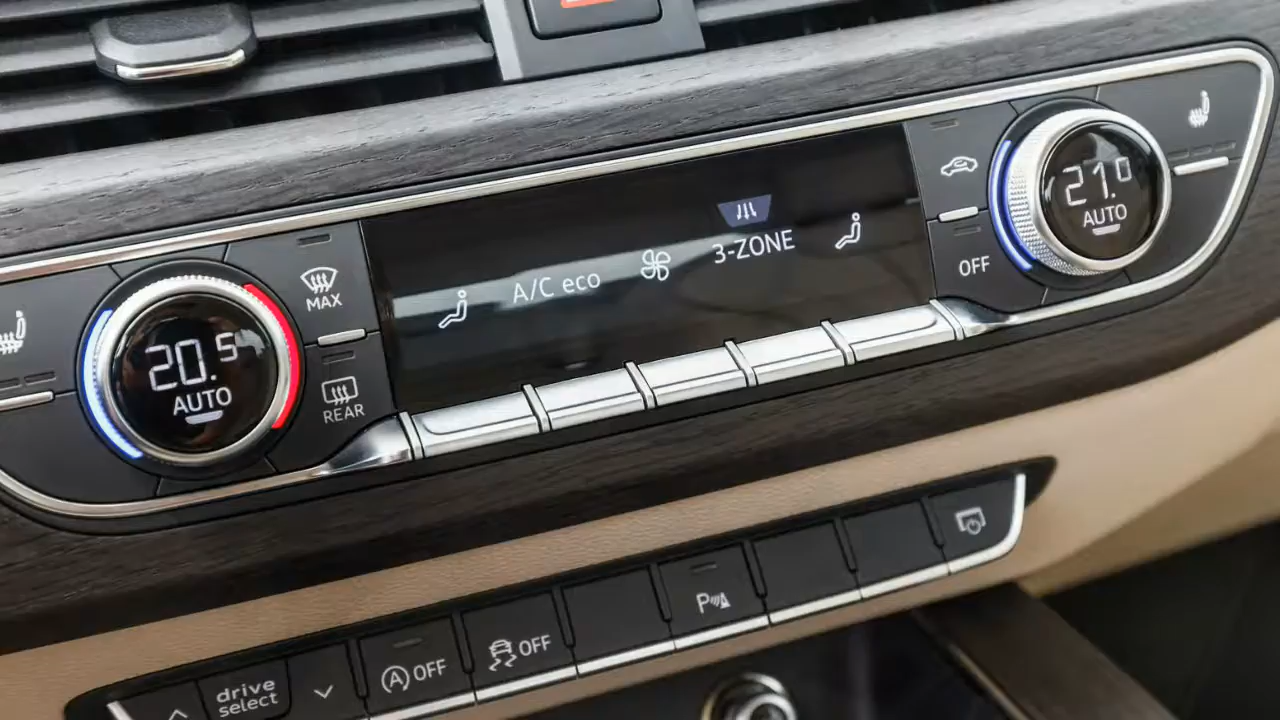 20.5
AUTO
MAX
REAR
A/C eco
3-ZONE
OFF
21.0
AUTO
drive
select
A OFF
OFF
P